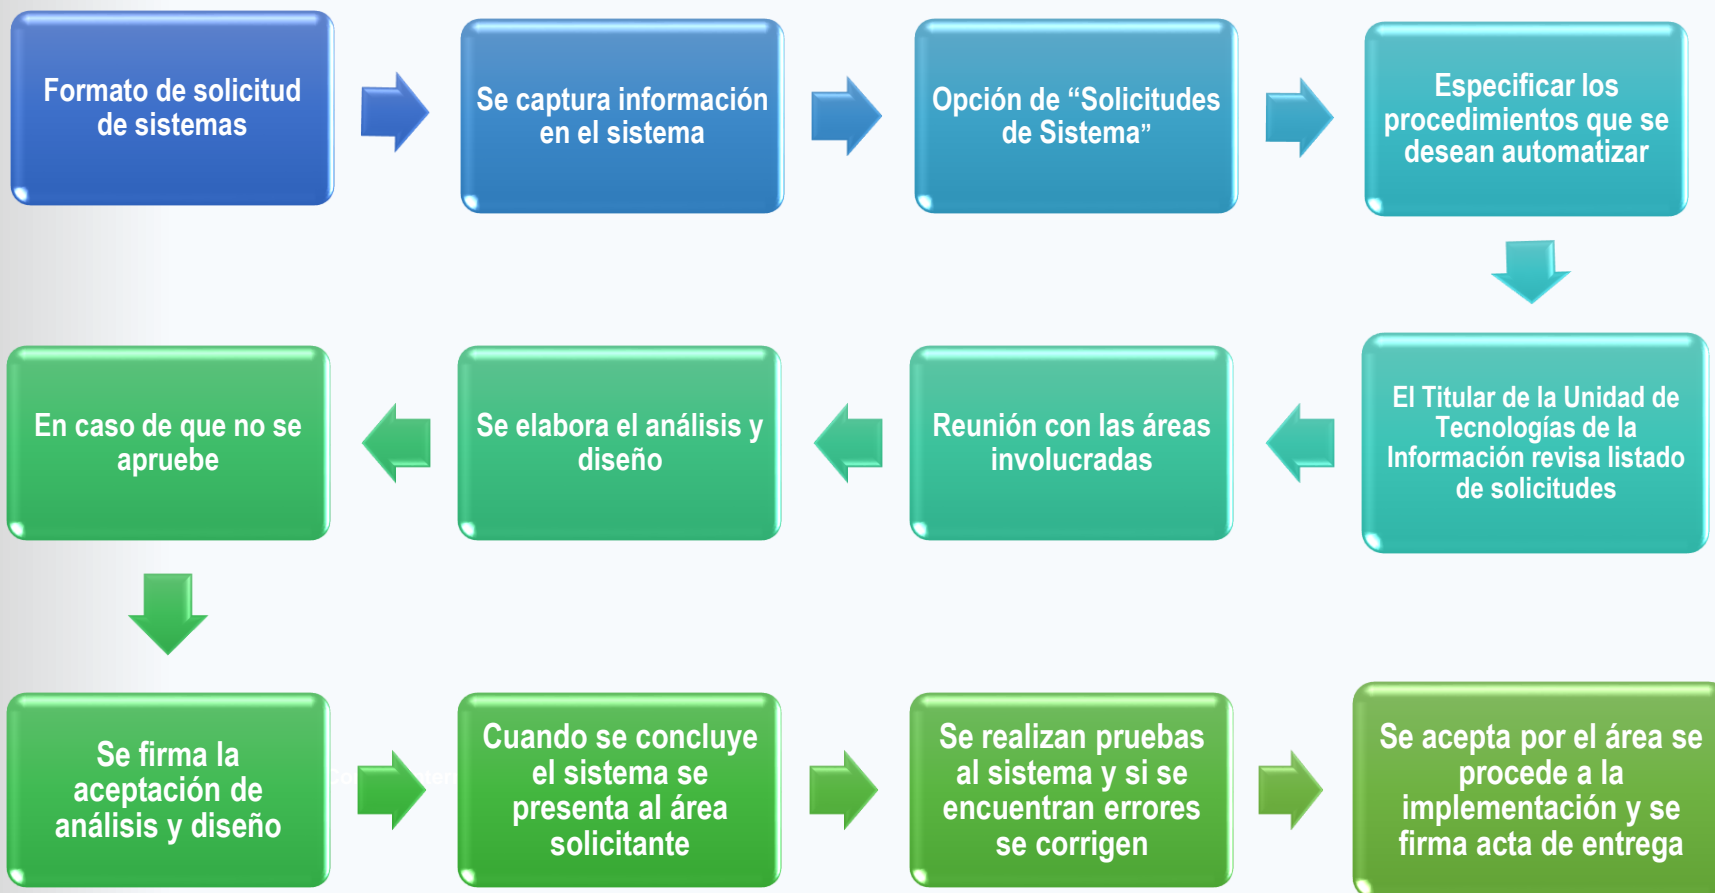 Formato de solicitud
de sistemas
Se captura información
en el sistema
Opción de “Solicitudes
de Sistema”
Especificar los
procedimientos que se
desean automatizar
El Titular de la Unidad de
Tecnologías de la
Información revisa listado
de solicitudes
Reunión con las áreas
involucradas
Se elabora el análisis y
diseño
En caso de que no se
apruebe
Se firma la
aceptación de
análisis y diseño
Cuando se concluye
el sistema se
presenta al área
solicitante
Se realizan pruebas
al sistema y si se
encuentran errores
se corrigen
Se acepta por el área se
procede a la
implementación y se
firma acta de entrega